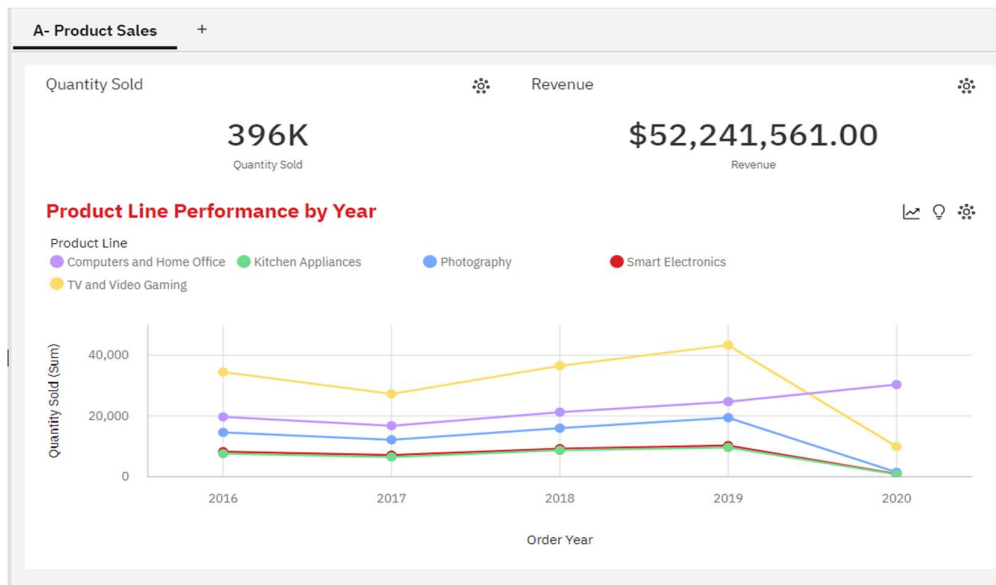 A- Product Sales +
Quantity Sold
Revenue
396K
Quantity Sold
$52,241,561.00
Revenue
Product Line Performance by Year
Product Line
Computers and Home Office Kitchen Appliances Photography Smart Electronics
TV and Video Gaming
Quantity Sold (Sum)
40,000
20,000
0
2016 2017 2018 2019 2020
Order Year